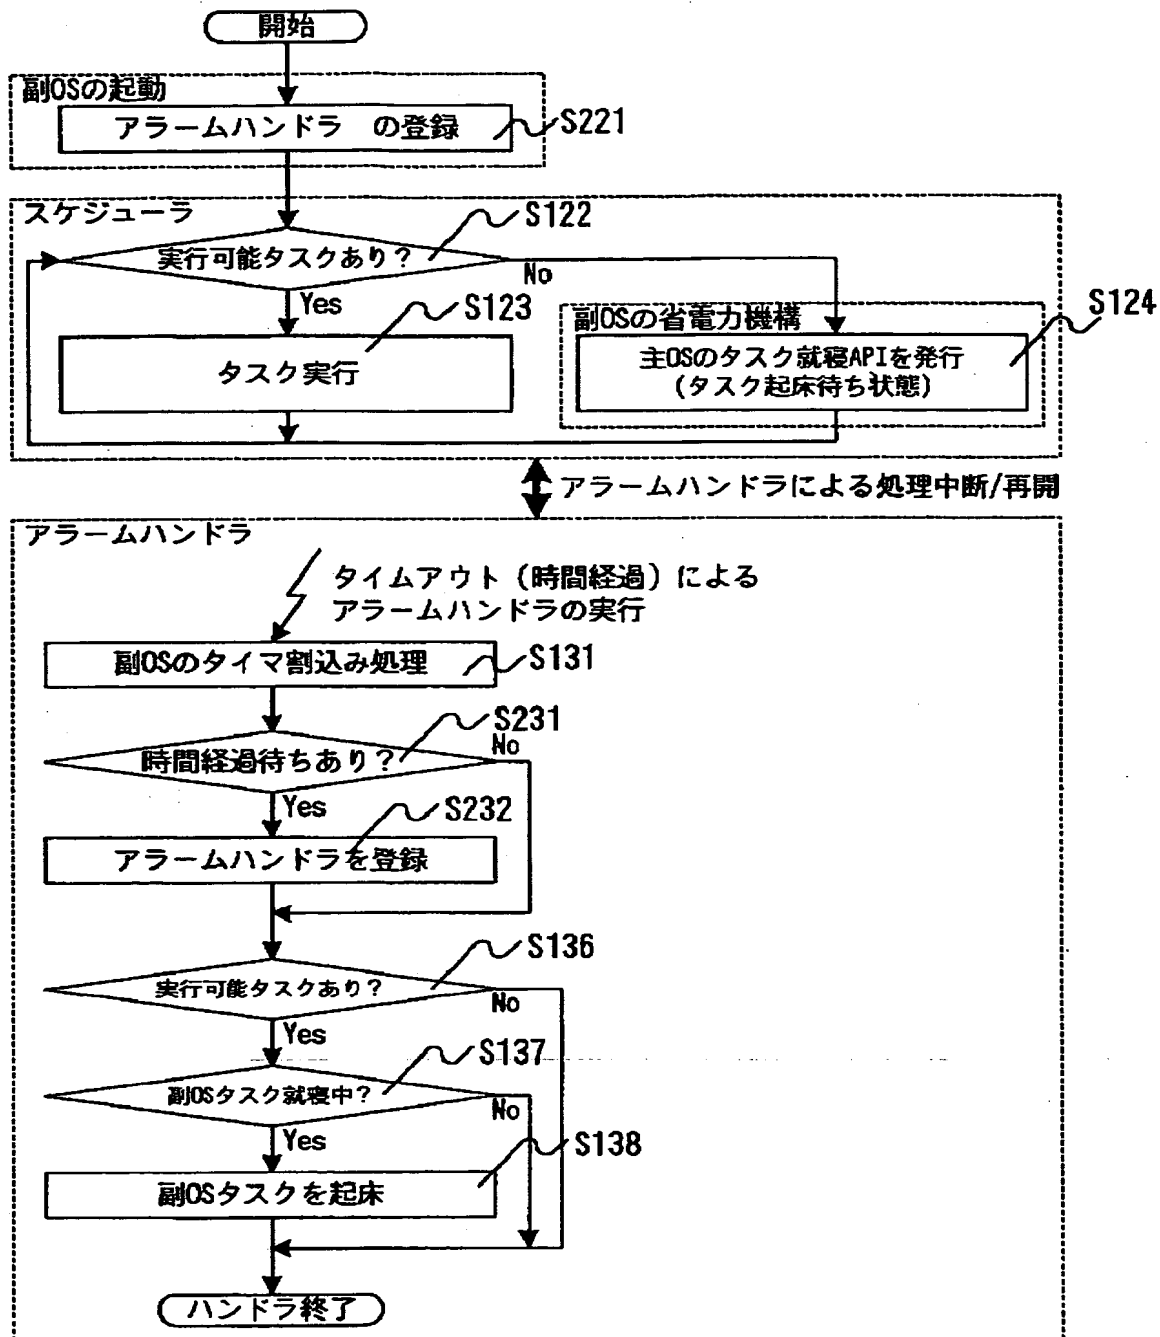 開始
副OSの起動
アラームハンドラ の登録
S221
スケジューラ
S122
実行可能タスクあり?
No
Yes
S123
タスク実行
副OSの省電力機構
S124
主OSのタスク就寝APIを発行
(タスク起床待ち状態)
アラームハンドラによる処理中断/再開
アラームハンドラ
タイムアウト(時間経過)による
アラームハンドラの実行
副OSのタイマ割込み処理
S131
S231
時間経過待ちあり?
No
Yes
S232
アラームハンドラを登録
S136
実行可能タスクあり?
No
Yes
S137
副OSタスク就寝中?
No
Yes
S138
副OSタスクを起床
ハンドラ終了